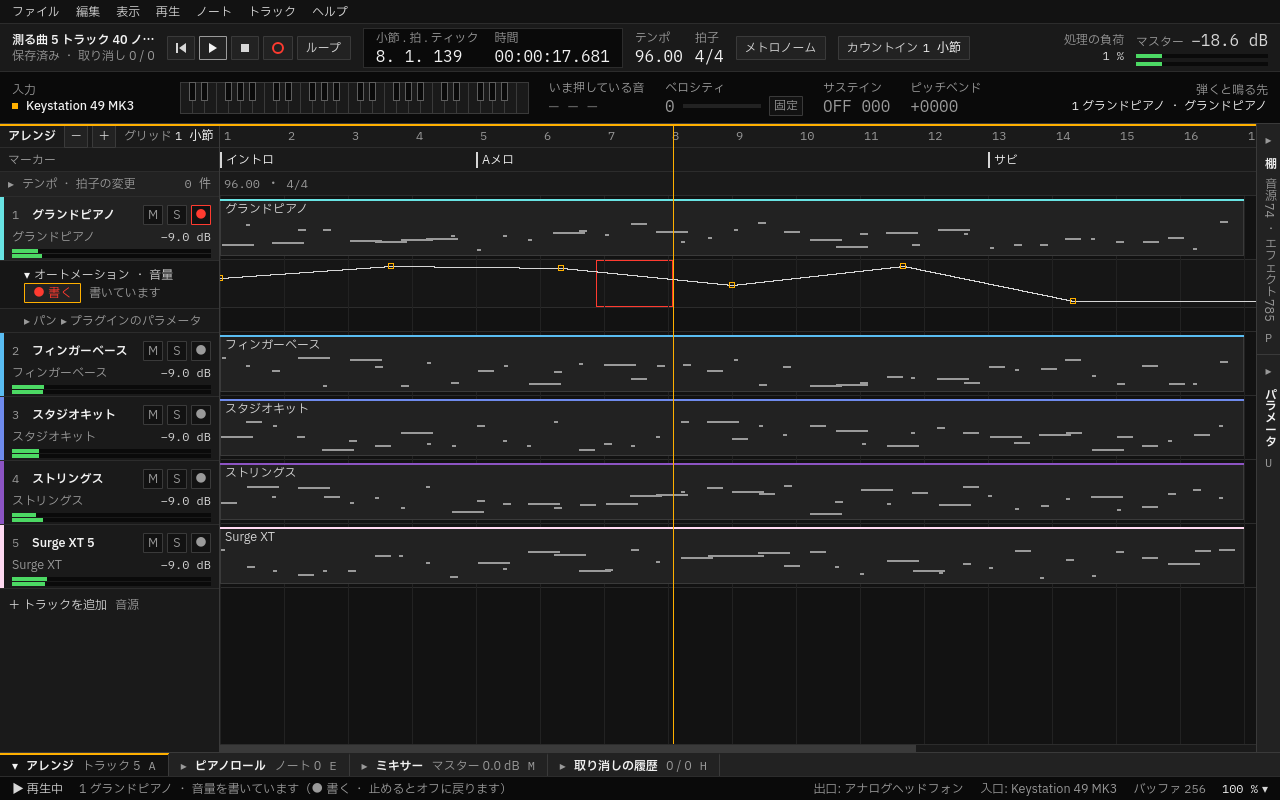 ファイル 編集 表示 再生 ノート トラック ヘルプ
測る曲 5 トラック 40 ノ…
保存済み ・ 取り消し 0 / 0
ループ
小節 . 拍 . ティック 時間
8. 1. 139 00:00:17.681
テンポ 拍子
96.00 4/4
メトロノーム
カウントイン 1 小節
処理の負荷
1 %
マスター −18.6 dB
入力
Keystation 49 MK3
いま押している音
— — —
ベロシティ
0 固定
サステイン
OFF 000
ピッチベンド
+0000
弾くと鳴る先
1 グランドピアノ ・ グランドピアノ
アレンジ − ＋ グリッド 1 小節
1 2 3 4 5 6 7 8 9 10 11 12 13 14 15 16 1
マーカー
イントロ Aメロ サビ
▸ テンポ ・ 拍子の変更 0 件
96.00 ・ 4/4
1 グランドピアノ M S
グランドピアノ −9.0 dB
グランドピアノ
▾ オートメーション ・ 音量
● 書く 書いています
▸ パン ▸ プラグインのパラメータ
2 フィンガーベース M S
フィンガーベース −9.0 dB
フィンガーベース
3 スタジオキット M S
スタジオキット −9.0 dB
スタジオキット
4 ストリングス M S
ストリングス −9.0 dB
ストリングス
5 Surge XT 5 M S
Surge XT −9.0 dB
Surge XT
＋ トラックを追加 音源
▸ 棚 音源 74 ・ エフェクト 785 P
▸ パラメータ U
▾ アレンジ トラック 5 A
▸ ピアノロール ノート 0 E
▸ ミキサー マスター 0.0 dB M
▸ 取り消しの履歴 0 / 0 H
▶ 再生中 1 グランドピアノ ・ 音量を書いています（● 書く ・ 止めるとオフに戻ります）
出口: アナログヘッドフォン 入口: Keystation 49 MK3 バッファ 256 100 % ▾